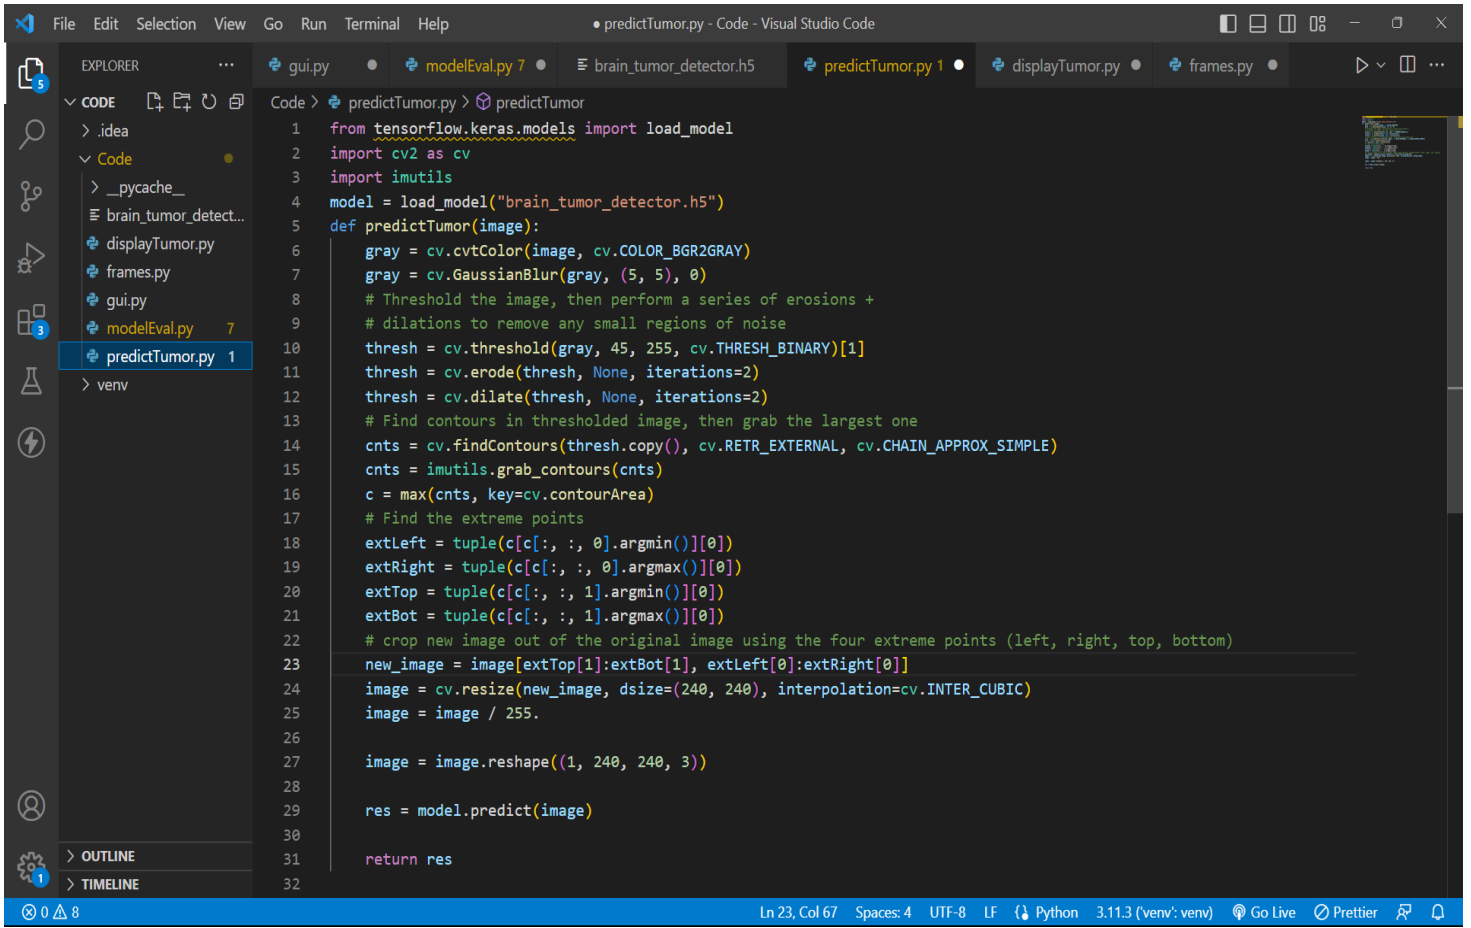 File Edit Selection View Go Run Terminal Help
● predictTumor.py - Code - Visual Studio Code
EXPLORER ···
gui.py ●
modelEval.py 7 ●
brain_tumor_detector.h5
predictTumor.py 1 ●
displayTumor.py ●
frames.py ●
CODE
.idea
Code
__pycache__
brain_tumor_detect...
displayTumor.py
frames.py
gui.py
modelEval.py 7
predictTumor.py 1
venv
OUTLINE
TIMELINE
5
3
1
Code > predictTumor.py > predictTumor
1 from tensorflow.keras.models import load_model
2 import cv2 as cv
3 import imutils
4 model = load_model("brain_tumor_detector.h5")
5 def predictTumor(image):
6 gray = cv.cvtColor(image, cv.COLOR_BGR2GRAY)
7 gray = cv.GaussianBlur(gray, (5, 5), 0)
8 # Threshold the image, then perform a series of erosions +
9 # dilations to remove any small regions of noise
10 thresh = cv.threshold(gray, 45, 255, cv.THRESH_BINARY)[1]
11 thresh = cv.erode(thresh, None, iterations=2)
12 thresh = cv.dilate(thresh, None, iterations=2)
13 # Find contours in thresholded image, then grab the largest one
14 cnts = cv.findContours(thresh.copy(), cv.RETR_EXTERNAL, cv.CHAIN_APPROX_SIMPLE)
15 cnts = imutils.grab_contours(cnts)
16 c = max(cnts, key=cv.contourArea)
17 # Find the extreme points
18 extLeft = tuple(c[c[:, :, 0].argmin()][0])
19 extRight = tuple(c[c[:, :, 0].argmax()][0])
20 extTop = tuple(c[c[:, :, 1].argmin()][0])
21 extBot = tuple(c[c[:, :, 1].argmax()][0])
22 # crop new image out of the original image using the four extreme points (left, right, top, bottom)
23 new_image = image[extTop[1]:extBot[1], extLeft[0]:extRight[0]]
24 image = cv.resize(new_image, dsize=(240, 240), interpolation=cv.INTER_CUBIC)
25 image = image / 255.
26
27 image = image.reshape((1, 240, 240, 3))
28
29 res = model.predict(image)
30
31 return res
32
0 8 Ln 23, Col 67 Spaces: 4 UTF-8 LF Python 3.11.3 ('venv': venv) Go Live Prettier